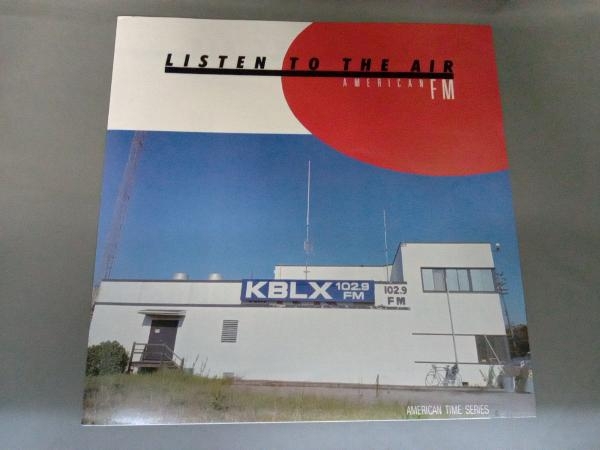 LISTEN TO THE AIR
AMERICAN FM
KBLX 102.9 FM
102.9 FM
AMERICAN TIME SERIES